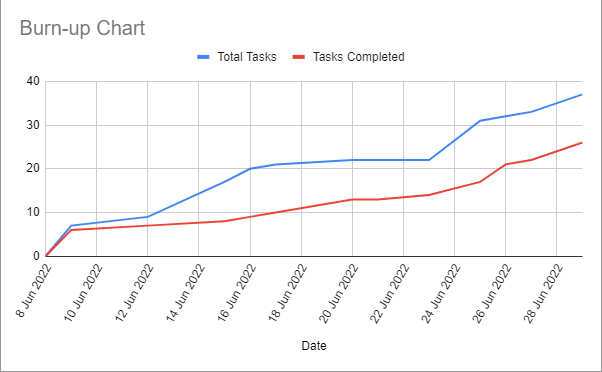 Burn-up Chart
Total Tasks Tasks Completed
40
30
20
10
0
8 Jun 2022
10 Jun 2022
12 Jun 2022
14 Jun 2022
16 Jun 2022
18 Jun 2022
20 Jun 2022
22 Jun 2022
24 Jun 2022
26 Jun 2022
28 Jun 2022
Date